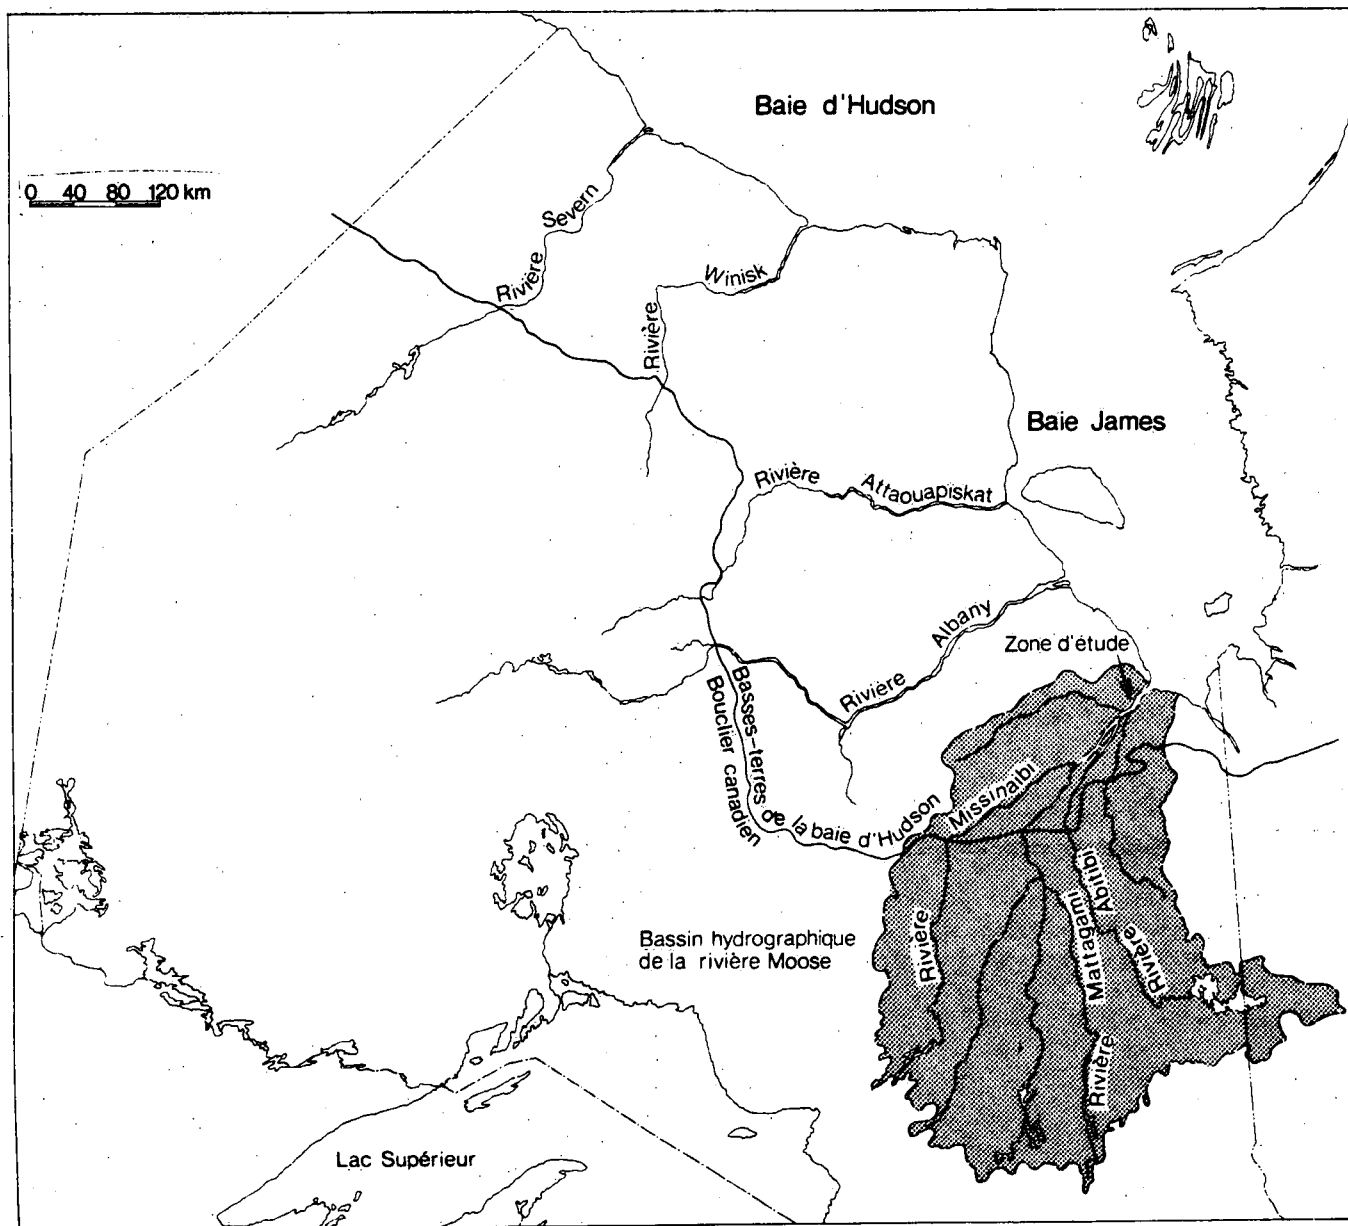 Baie d'Hudson
0 40 80 120 km
Rivière Severn
Rivière Winisk
Baie James
Rivière Attaouapiskat
Rivière Albany
Zone d'étude
Basses-terres de la baie d'Hudson
Bouclier canadien
Rivière Missinaibi
Rivière Mattagami
Rivière Abitibi
Bassin hydrographique
de la rivière Moose
Lac Supérieur